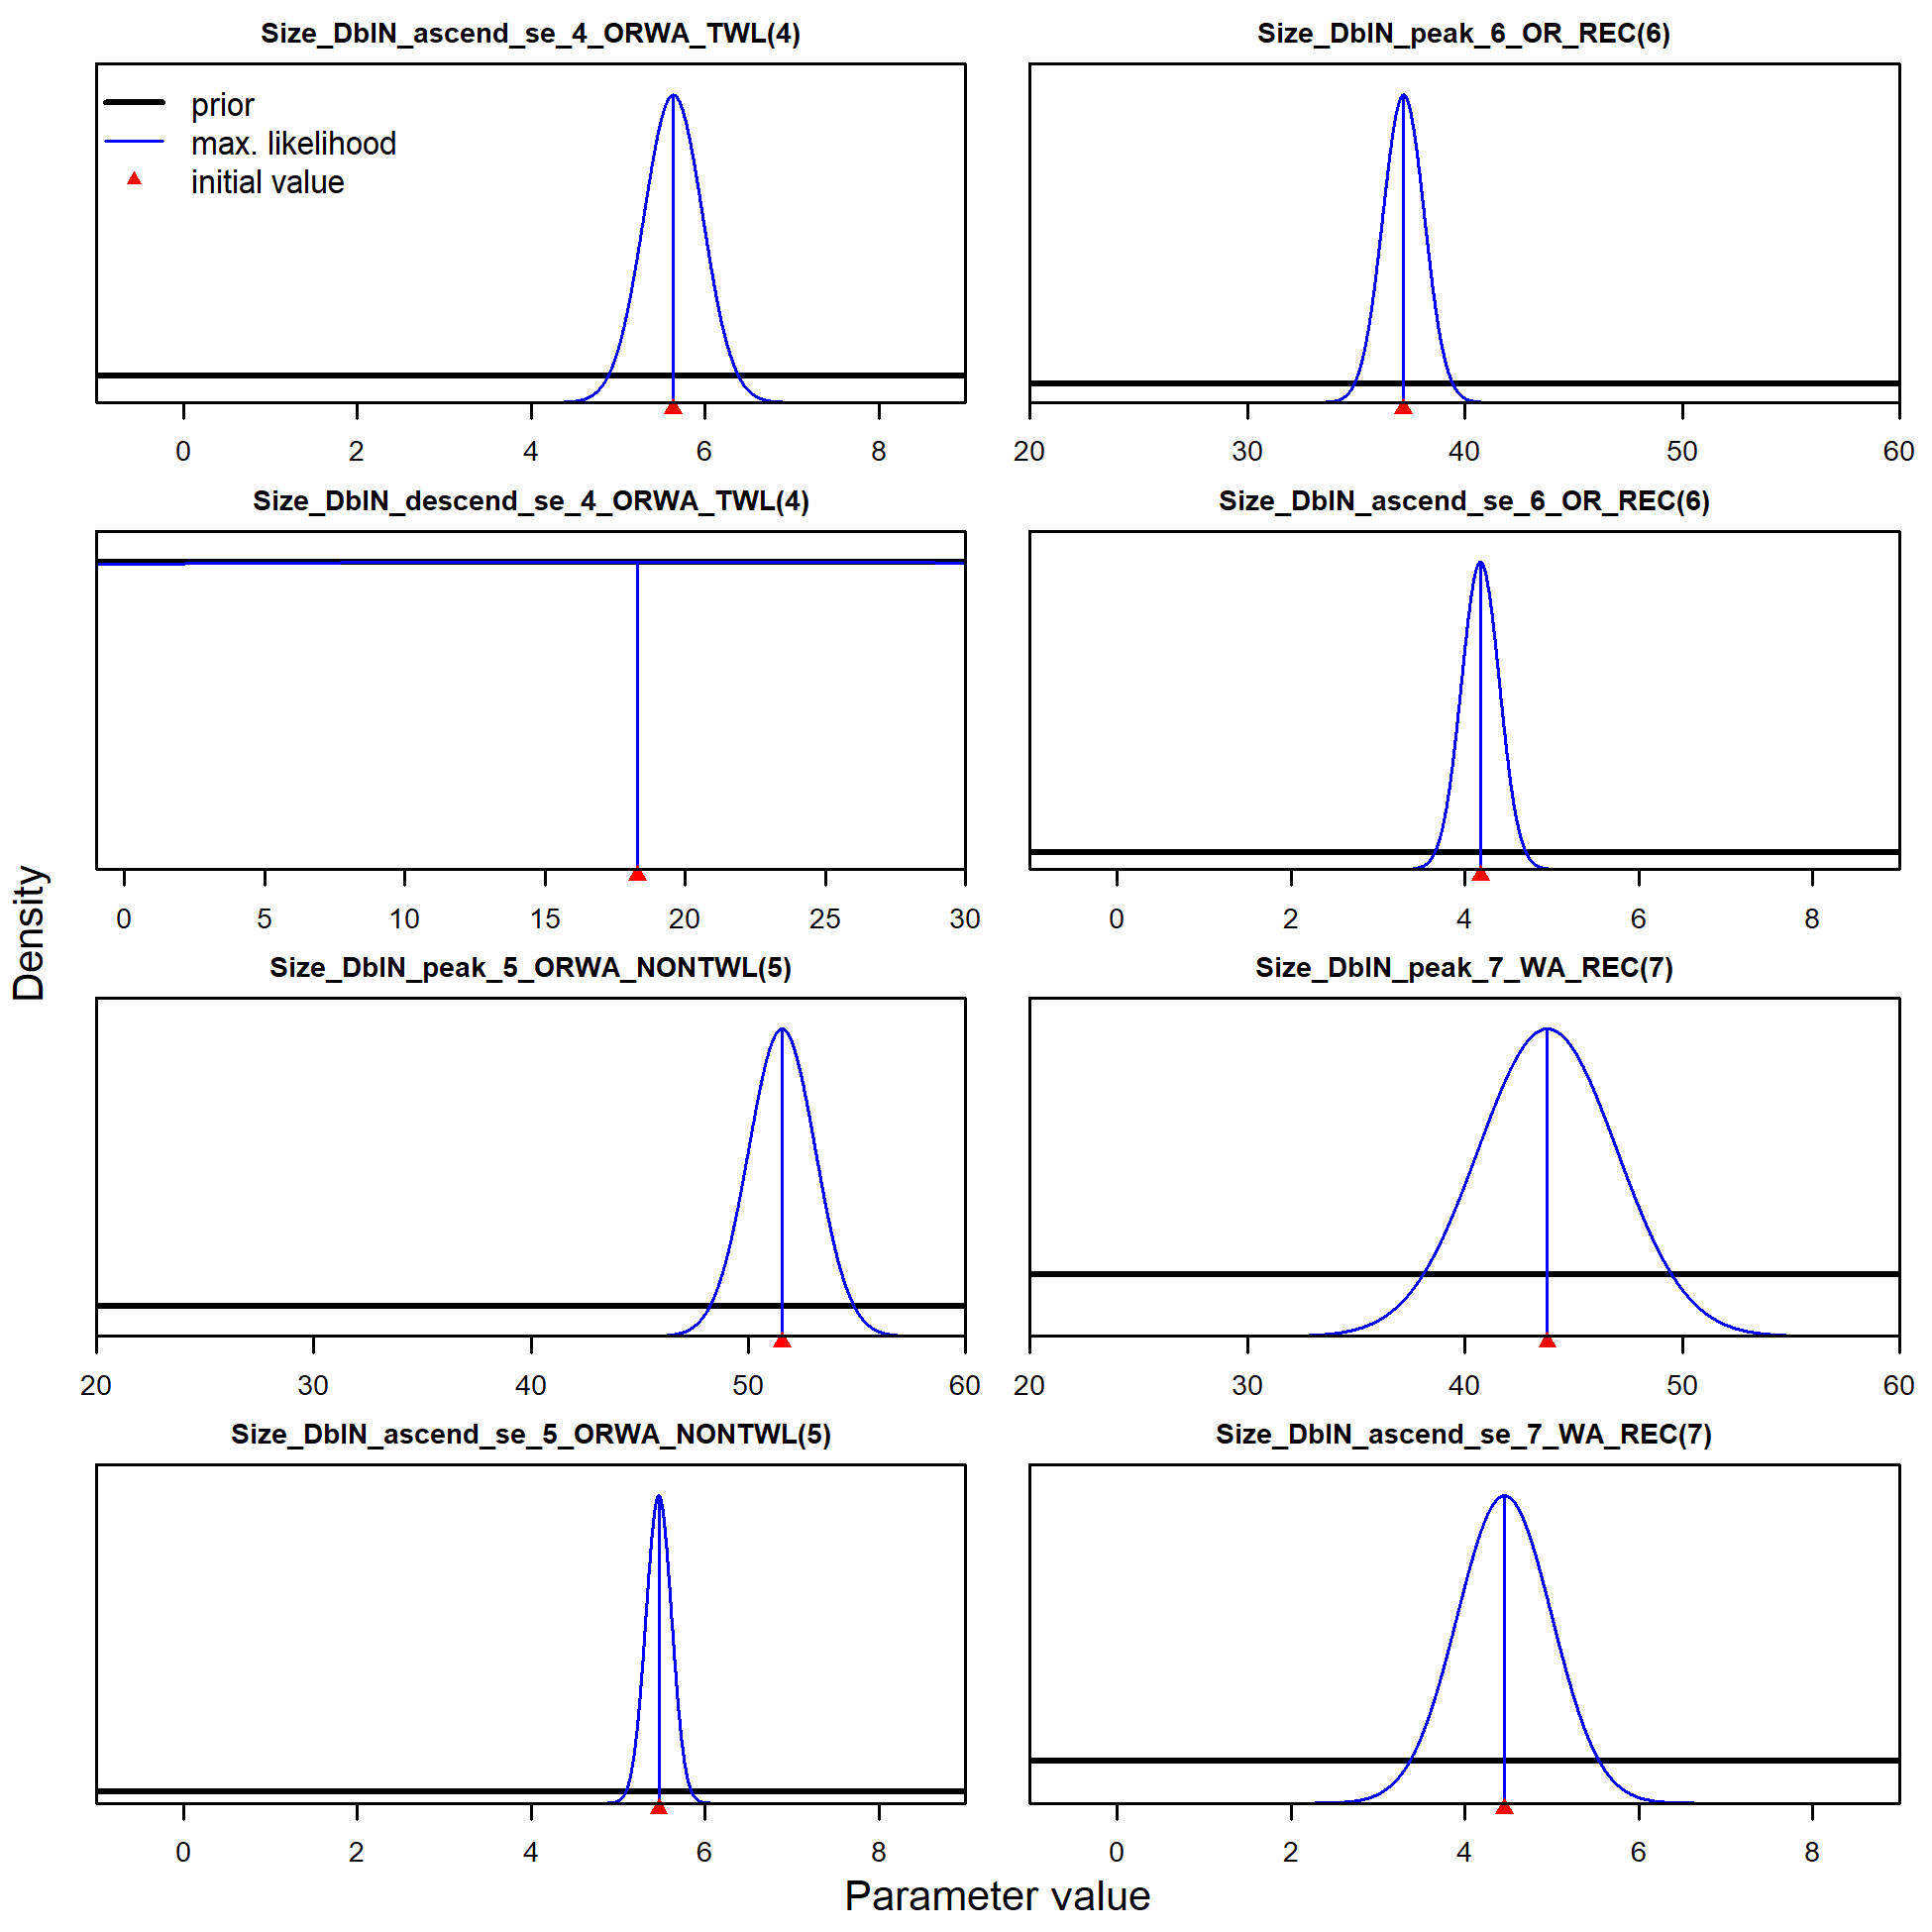 Size_DblN_ascend_se_4_ORWA_TWL(4)
prior
max. likelihood
initial value
0 2 4 6 8
Size_DblN_peak_6_OR_REC(6)
20 30 40 50 60
Size_DblN_descend_se_4_ORWA_TWL(4)
0 5 10 15 20 25 30
Size_DblN_ascend_se_6_OR_REC(6)
0 2 4 6 8
Size_DblN_peak_5_ORWA_NONTWL(5)
20 30 40 50 60
Size_DblN_peak_7_WA_REC(7)
20 30 40 50 60
Size_DblN_ascend_se_5_ORWA_NONTWL(5)
0 2 4 6 8
Size_DblN_ascend_se_7_WA_REC(7)
0 2 4 6 8
Density
Parameter value